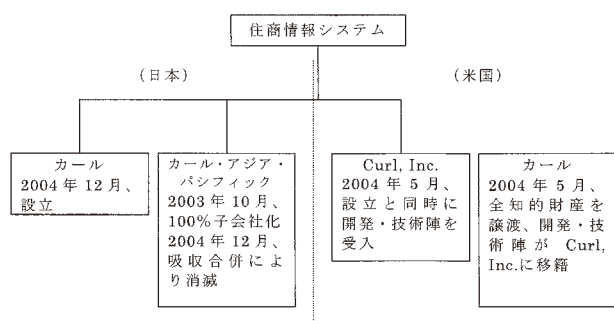 住商情報システム
(日本)
(米国)
カール
2004年12月、
設立
カール・アジア・
パシフィック
2003年10月、
100%子会社化
2004年12月、
吸収合併によ
り消滅
Curl, Inc.
2004年5月、
設立と同時に
開発・技術陣を
受入
カール
2004年5月、
全知的財産を
譲渡、開発・技
術陣が Curl,
Inc.に移籍